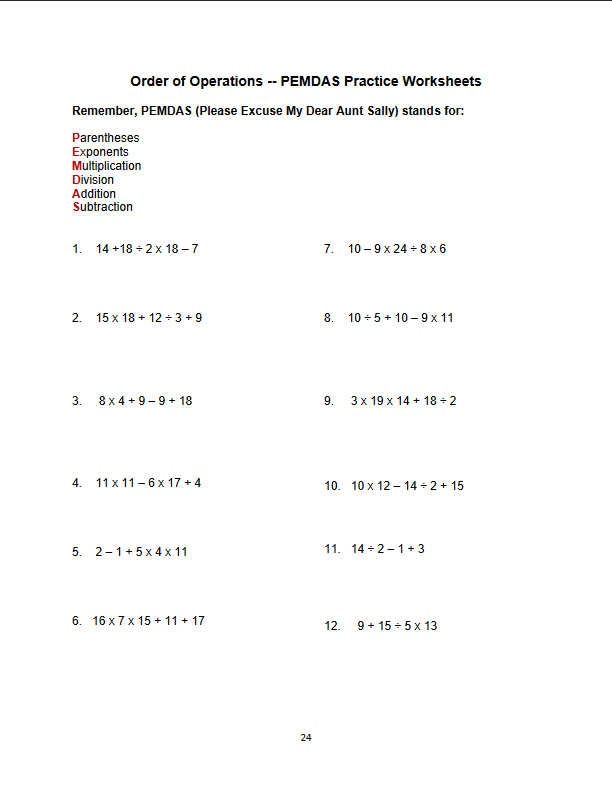 Order of Operations -- PEMDAS Practice Worksheets
Remember, PEMDAS (Please Excuse My Dear Aunt Sally) stands for:
Parentheses
Exponents
Multiplication
Division
Addition
Subtraction
1. 14 +18 ÷ 2 x 18 – 7
2. 15 x 18 + 12 ÷ 3 + 9
3. 8 x 4 + 9 – 9 + 18
4. 11 x 11 – 6 x 17 + 4
5. 2 – 1 + 5 x 4 x 11
6. 16 x 7 x 15 + 11 + 17
7. 10 – 9 x 24 ÷ 8 x 6
8. 10 ÷ 5 + 10 – 9 x 11
9. 3 x 19 x 14 + 18 ÷ 2
10. 10 x 12 – 14 ÷ 2 + 15
11. 14 ÷ 2 – 1 + 3
12. 9 + 15 ÷ 5 x 13
24